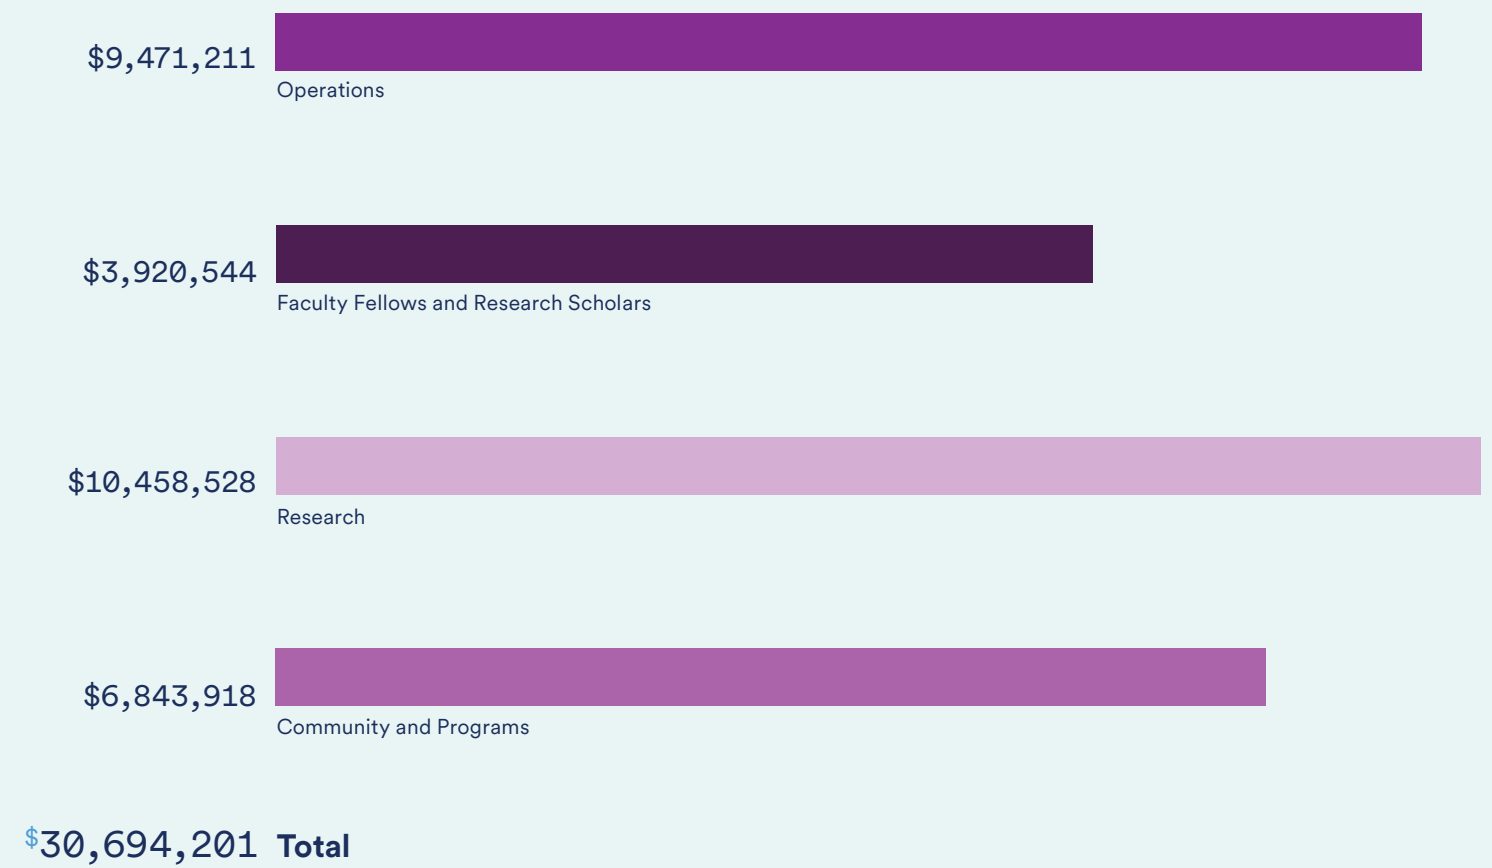 $9,471,211
Operations
$3,920,544
Faculty Fellows and Research Scholars
$10,458,528
Research
$6,843,918
Community and Programs
$30,694,201 Total